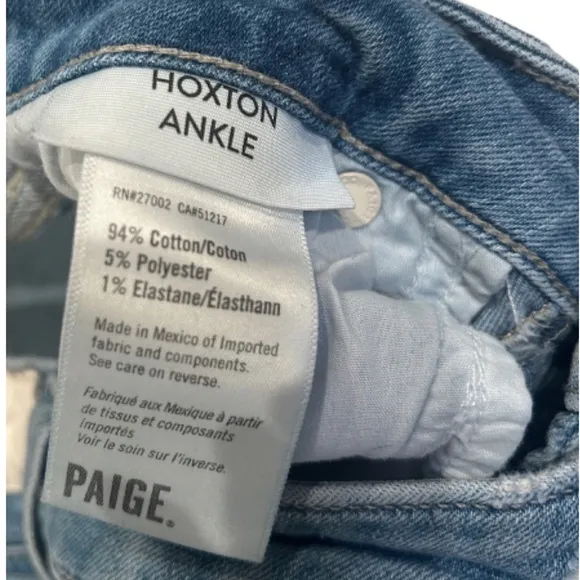 HOXTON
ANKLE
RN#27002 CA#51217
94% Cotton/Coton
5% Polyester
1% Elastane/Élasthann
Made in Mexico of Imported
fabric and components.
See care on reverse.
Fabriqué aux Mexique à partir
de tissus et composants
importés
Voir le soin sur l'inverse.
PAIGE.